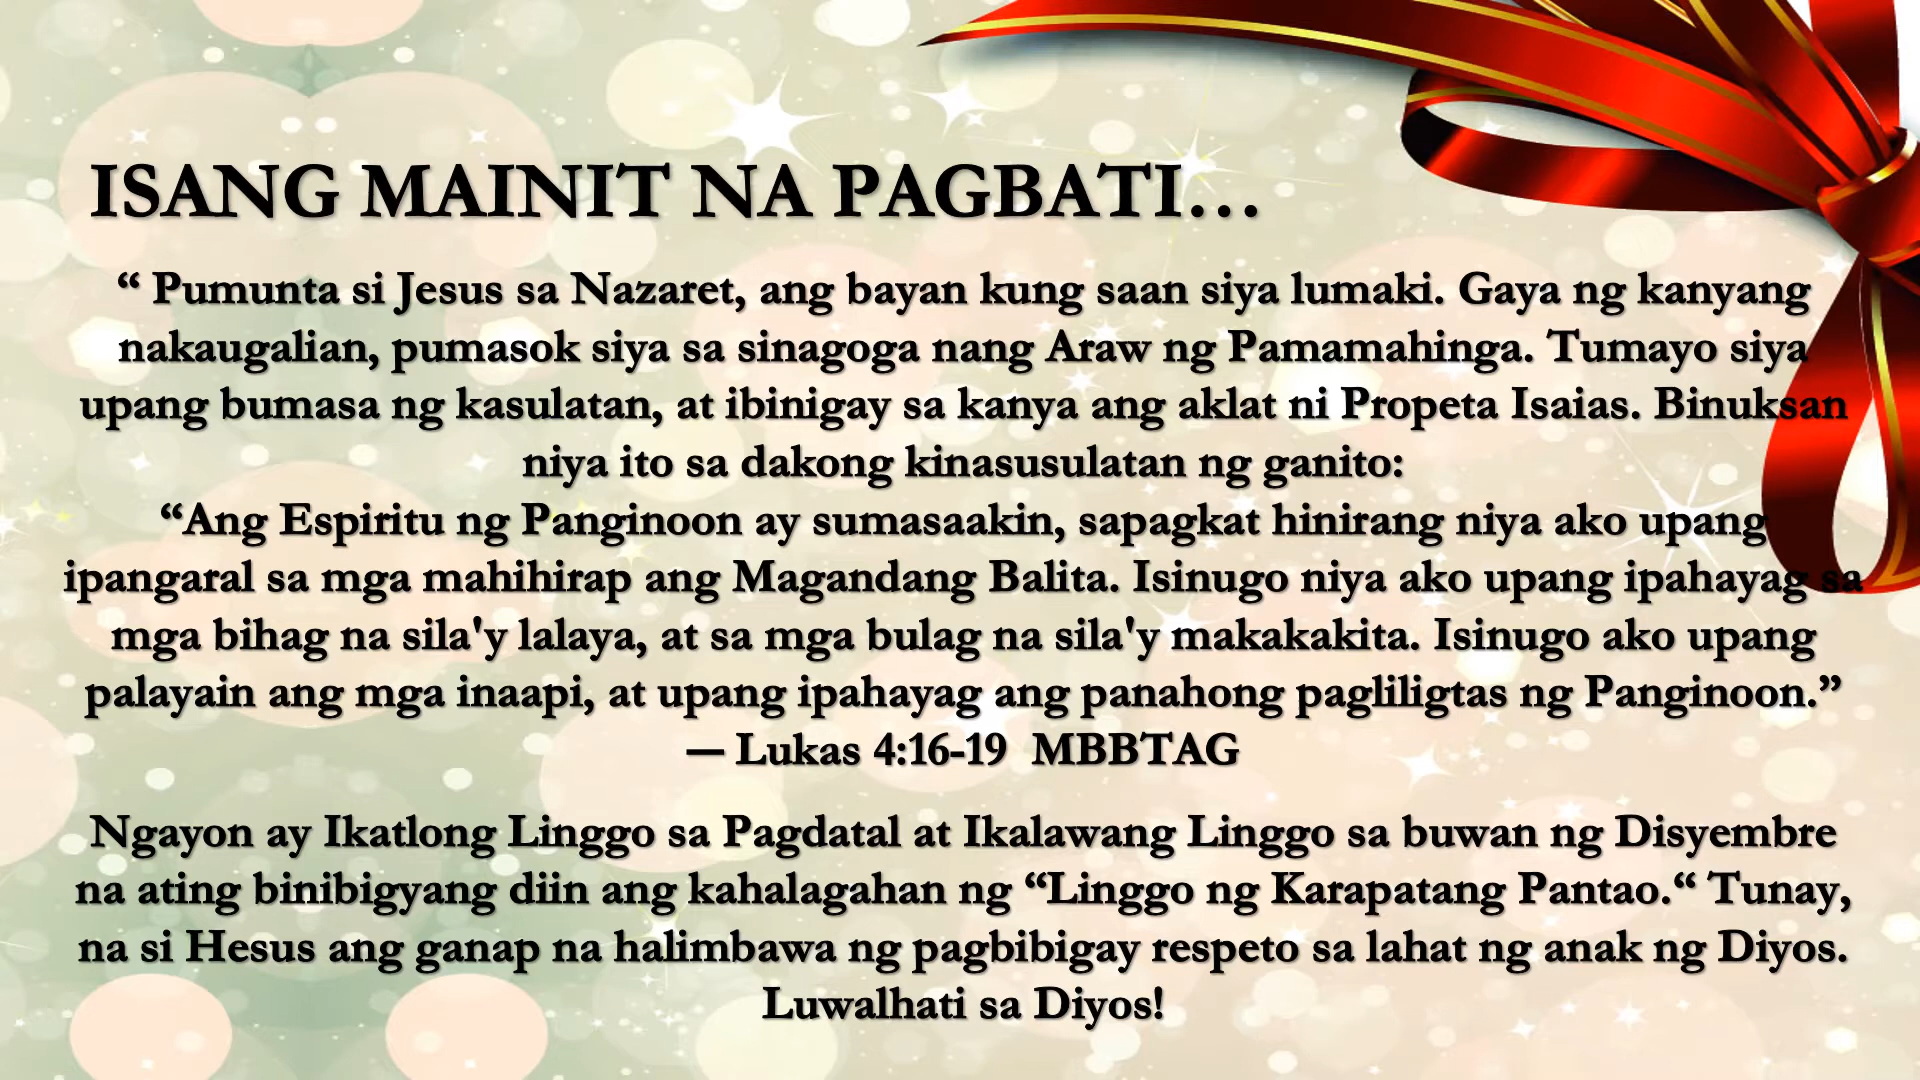 ISANG MAINIT NA PAGBATI...
“ Pumunta si Jesus sa Nazaret, ang bayan kung saan siya lumaki. Gaya ng kanyang
nakaugalian, pumasok siya sa sinagoga nang Araw ng Pamamahinga. Tumayo siya
upang bumasa ng kasulatan, at ibinigay sa kanya ang aklat ni Propeta Isaias. Binuksan
niya ito sa dakong kinasusulatan ng ganito:
“Ang Espiritu ng Panginoon ay sumasaakin, sapagkat hinirang niya ako upang
ipangaral sa mga mahihirap ang Magandang Balita. Isinugo niya ako upang ipahayag sa
mga bihag na sila'y lalaya, at sa mga bulag na sila'y makakakita. Isinugo ako upang
palayain ang mga inaapi, at upang ipahayag ang panahong pagliligtas ng Panginoon.”
— Lukas 4:16-19  MBBTAG
Ngayon ay Ikatlong Linggo sa Pagdatal at Ikalawang Linggo sa buwan ng Disyembre
na ating binibigyang diin ang kahalagahan ng “Linggo ng Karapatang Pantao.“ Tunay,
na si Hesus ang ganap na halimbawa ng pagbibigay respeto sa lahat ng anak ng Diyos.
Luwalhati sa Diyos!